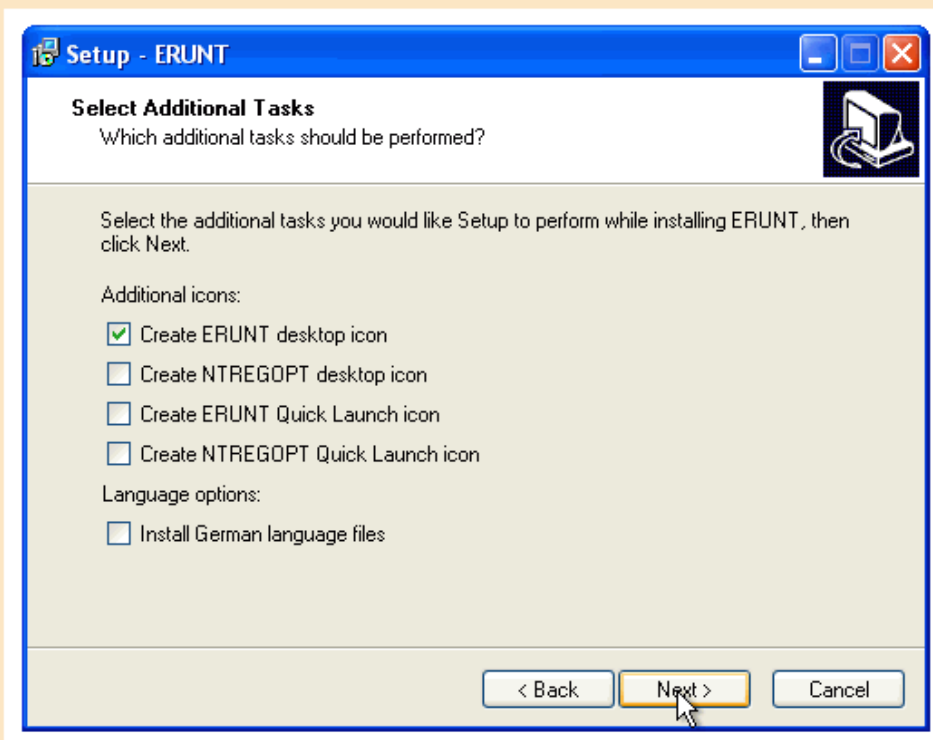 Setup - ERUNT
Select Additional Tasks
Which additional tasks should be performed?
Select the additional tasks you would like Setup to perform while installing ERUNT, then
click Next.
Additional icons:
Create ERUNT desktop icon
Create NTREGOPT desktop icon
Create ERUNT Quick Launch icon
Create NTREGOPT Quick Launch icon
Language options:
Install German language files
< Back Next > Cancel